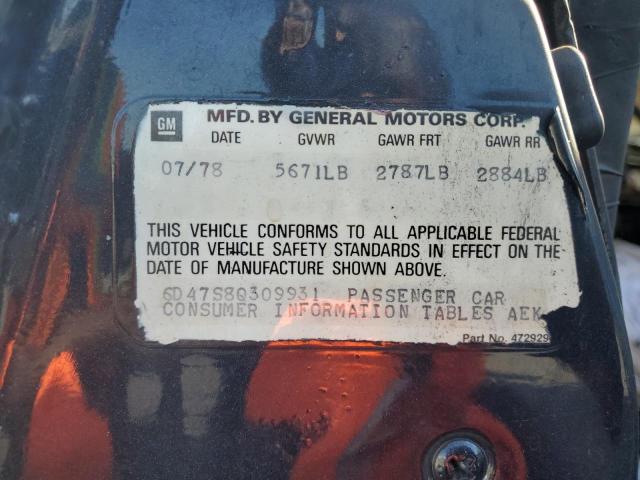 GM MFD. BY GENERAL MOTORS CORP.
DATE GVWR GAWR FRT GAWR RR
07/78 5671LB 2787LB 2884LB
THIS VEHICLE CONFORMS TO ALL APPLICABLE FEDERAL
MOTOR VEHICLE SAFETY STANDARDS IN EFFECT ON THE
DATE OF MANUFACTURE SHOWN ABOVE.
6D47S8Q309931 PASSENGER CAR
CONSUMER INFORMATION TABLES AEK
Part No. 472929